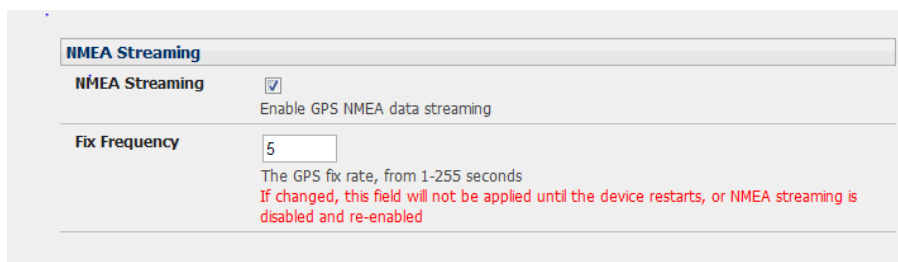 NMEA Streaming
NMEA Streaming
Enable GPS NMEA data streaming
Fix Frequency
5
The GPS fix rate, from 1-255 seconds
If changed, this field will not be applied until the device restarts, or NMEA streaming is
disabled and re-enabled